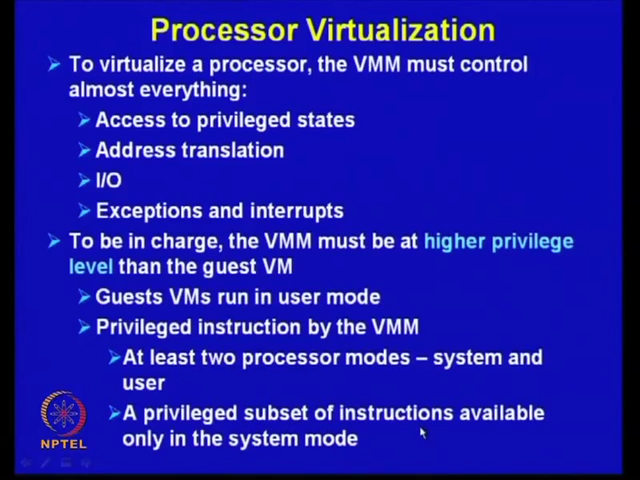 Processor Virtualization
To virtualize a processor, the VMM must control
almost everything:
Access to privileged states
Address translation
I/O
Exceptions and interrupts
To be in charge, the VMM must be at higher privilege
level than the guest VM
Guests VMs run in user mode
Privileged instruction by the VMM
At least two processor modes – system and
user
A privileged subset of instructions available
only in the system mode
NPTEL